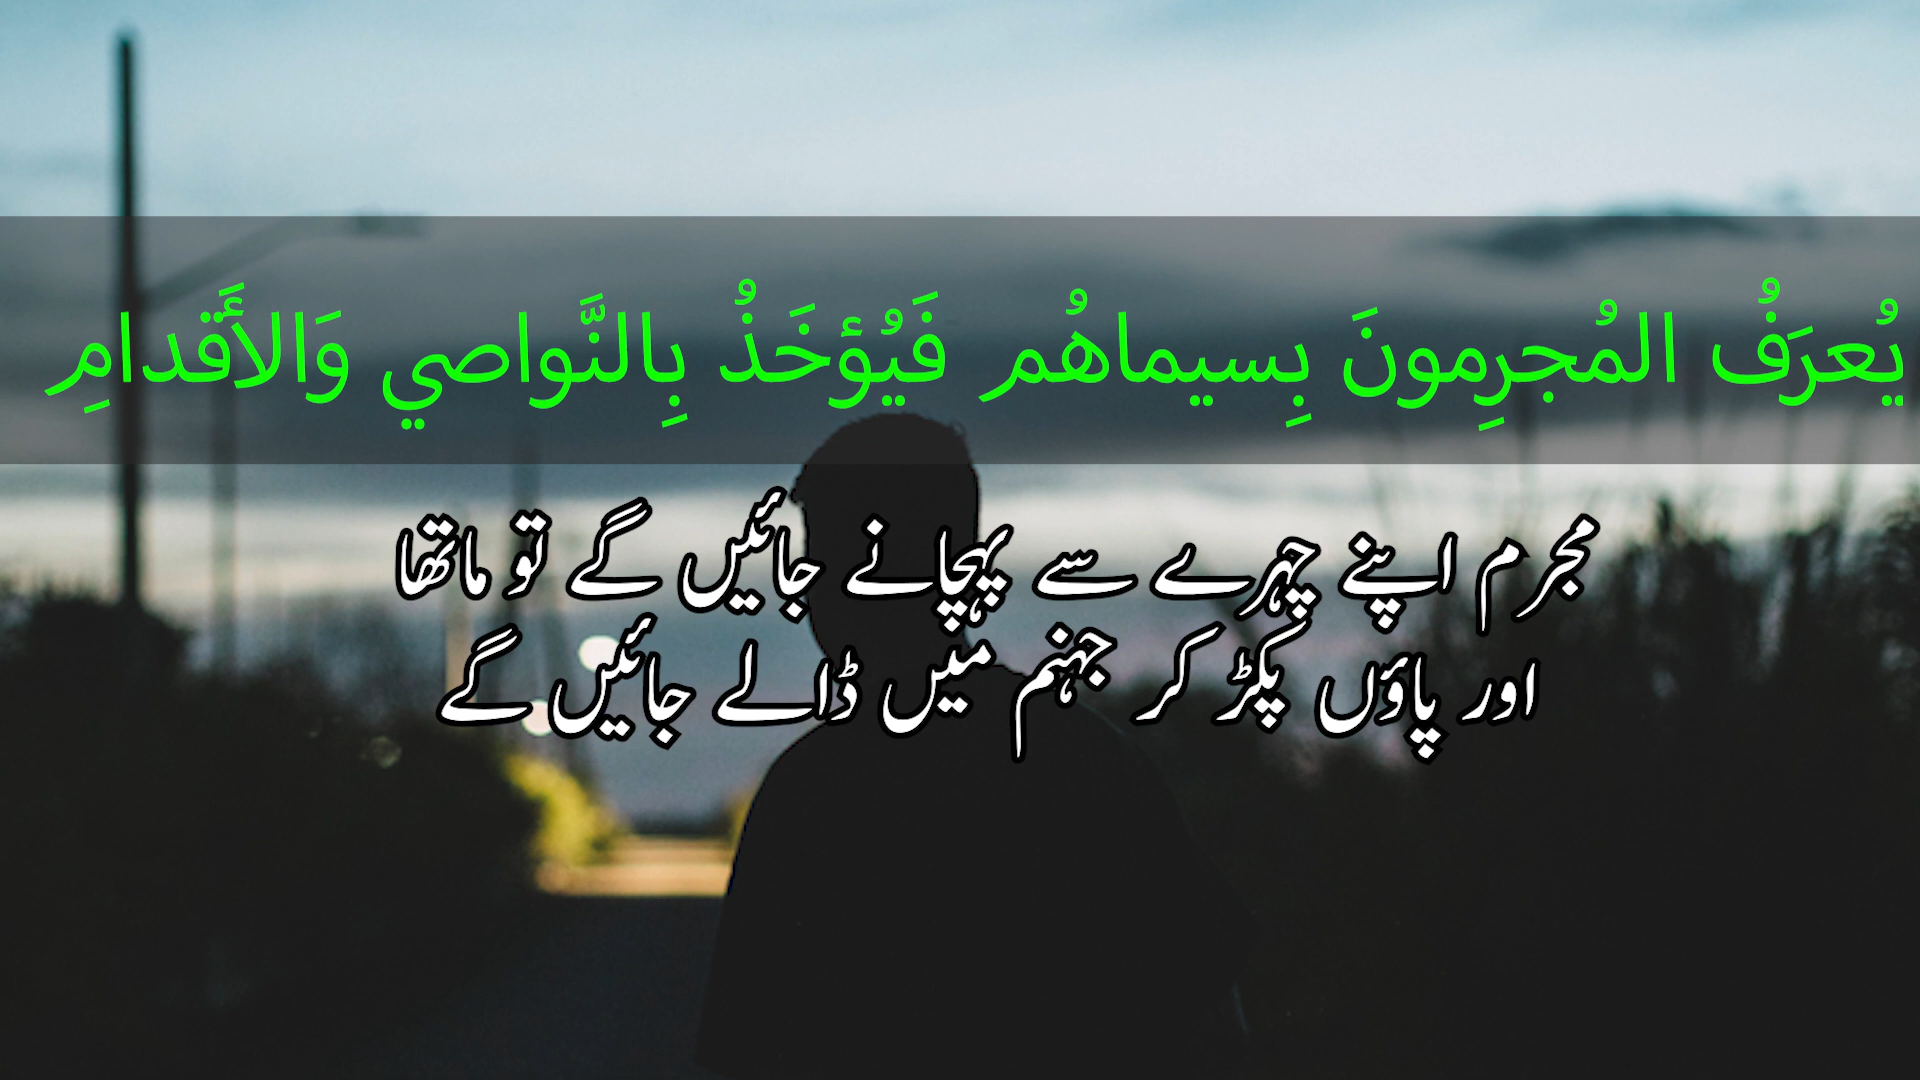 يُعرَفُ المُجرِمونَ بِسيماهُم فَيُؤخَذُ بِالنَّواصي وَالأَقدامِ
مجرم اپنے چہرے سے پہچانے جائیں گے تو ماتھا
اور پاؤں پکڑ کر جہنم میں ڈالے جائیں گے